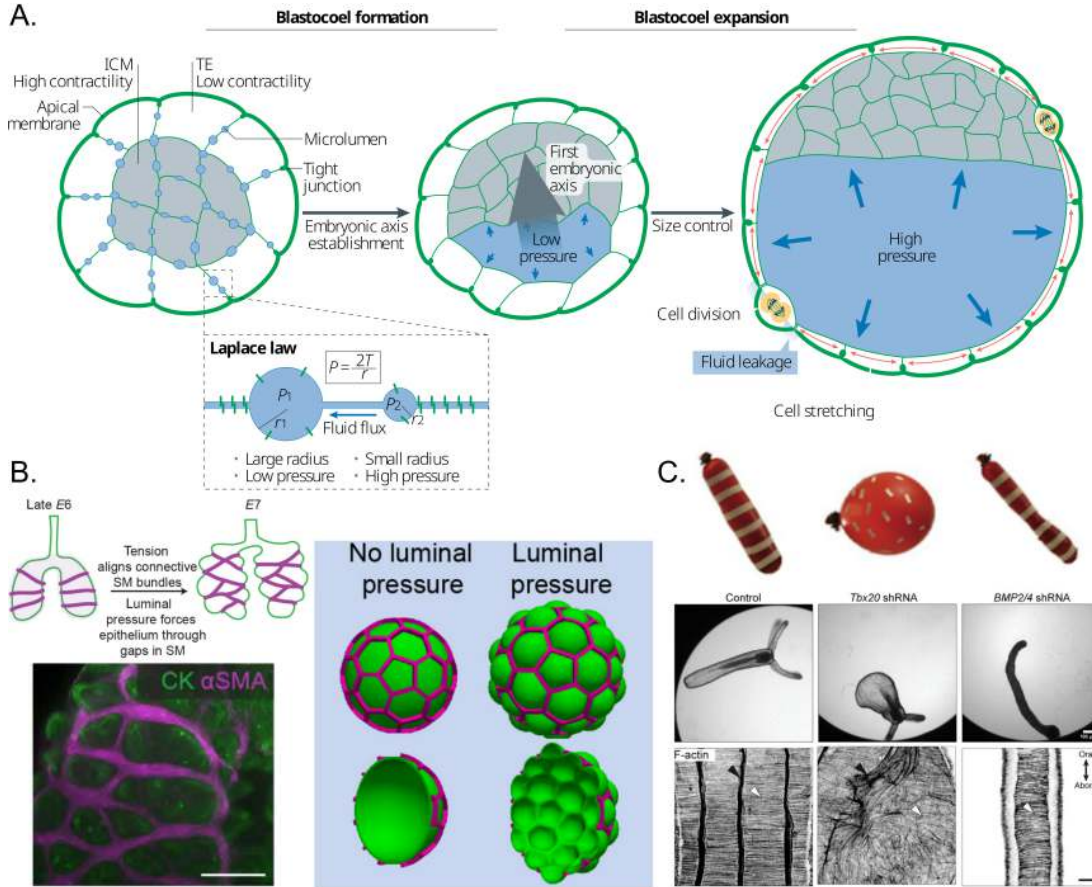 A.
Blastocoel formation
Blastocoel expansion
ICM
High contractility
TE
Low contractility
Apical
membrane
Microlumen
Tight
junction
Embryonic axis
establishment
First
embryonic
axis
Low
pressure
Size control
High
pressure
Cell division
Fluid leakage
Cell stretching
Laplace law
P = 2T
r
P1
r1
P2
r2
Fluid flux
• Large radius
• Low pressure
• Small radius
• High pressure
B.
Late E6
E7
Tension
aligns connective
SM bundles
Luminal
pressure forces
epithelium through
gaps in SM
CK αSMA
No luminal
pressure
Luminal
pressure
C.
Control
Tbx20 shRNA
BMP2/4 shRNA
F-actin